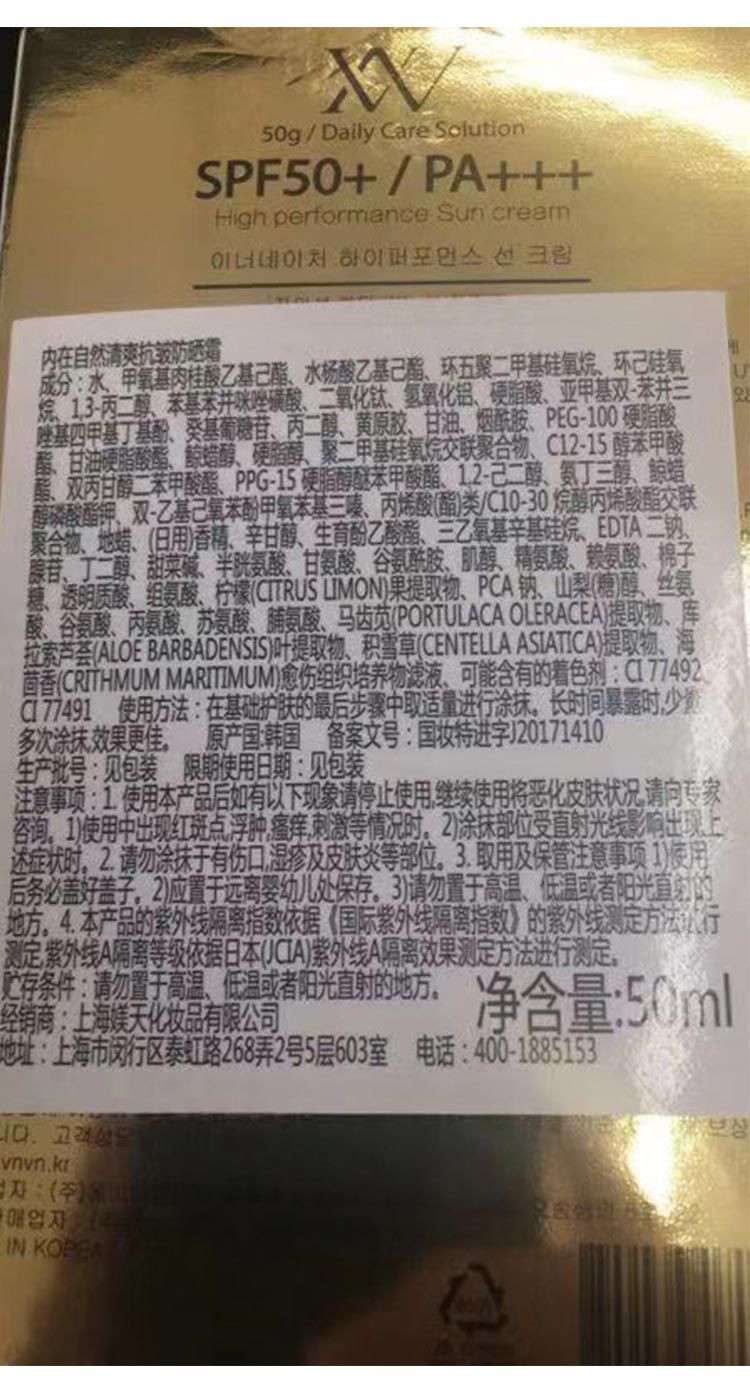 50g / Daily Care Solution
SPF50+ / PA+++
High performance Sun cream
이너네이처 하이퍼포먼스 선 크림
内在自然清爽抗皱防晒霜
成分：水、甲氧基肉桂酸乙基己酯、水杨酸乙基己酯、环五聚二甲基硅氧烷、环己硅氧
烷、1,3-丙二醇、苯基苯并咪唑磺酸、二氧化钛、氢氧化铝、硬脂酸、亚甲基双-苯并三
唑基四甲基丁基酚、癸基葡糖苷、丙二醇、黄原胶、甘油、烟酰胺、PEG-100 硬脂酸
酯、甘油硬脂酸酯、鲸蜡醇、硬脂醇、聚二甲基硅氧烷交联聚合物、C12-15 醇苯甲酸
酯、双丙甘醇二苯甲酸酯、PPG-15 硬脂醇醚苯甲酸酯、1,2-己二醇、氨丁三醇、鲸蜡
醇磷酸酯钾、双-乙基己氧苯酚甲氧苯基三嗪、丙烯酸(酯)类/C10-30 烷醇丙烯酸酯交联
聚合物、地蜡、(日用)香精、辛甘醇、生育酚乙酸酯、三乙氧基辛基硅烷、EDTA 二钠、
腺苷、丁二醇、甜菜碱、半胱氨酸、甘氨酸、谷氨酰胺、肌醇、精氨酸、赖氨酸、棉子
糖、透明质酸、组氨酸、柠檬(CITRUS LIMON)果提取物、PCA 钠、山梨(糖)醇、丝氨
酸、谷氨酸、丙氨酸、苏氨酸、脯氨酸、马齿苋(PORTULACA OLERACEA)提取物、库
拉索芦荟(ALOE BARBADENSIS)叶提取物、积雪草(CENTELLA ASIATICA)提取物、海
茴香(CRITHMUM MARITIMUM)愈伤组织培养物滤液、可能含有的着色剂：CI 77492、
CI 77491 使用方法：在基础护肤的最后步骤中取适量进行涂抹。长时间暴露时,少量
多次涂抹,效果更佳。 原产国:韩国 备案文号：国妆特进字J20171410
生产批号：见包装 限期使用日期：见包装
注意事项：1. 使用本产品后如有以下现象请停止使用,继续使用将恶化皮肤状况,请向专家
咨询。1)使用中出现红斑点,浮肿,瘙痒,刺激等情况时。2)涂抹部位受直射光线影响出现上
述症状时。2. 请勿涂抹于有伤口,湿疹及皮肤炎等部位。3. 取用及保管注意事项 1)使用
后务必盖好盖子。2)应置于远离婴幼儿处保存。3)请勿置于高温、低温或者阳光直射的
地方。4. 本产品的紫外线隔离指数依据《国际紫外线隔离指数》的紫外线测定方法进行
测定,紫外线A隔离等级依据日本(JCIA)紫外线A隔离效果测定方法进行测定。
贮存条件：请勿置于高温、低温或者阳光直射的地方。 净含量:50ml
经销商：上海媄天化妆品有限公司
地址：上海市闵行区泰虹路268弄2号5层603室 电话：400-1885153
니다. 고객상담
vnvn.kr
IN KOREA